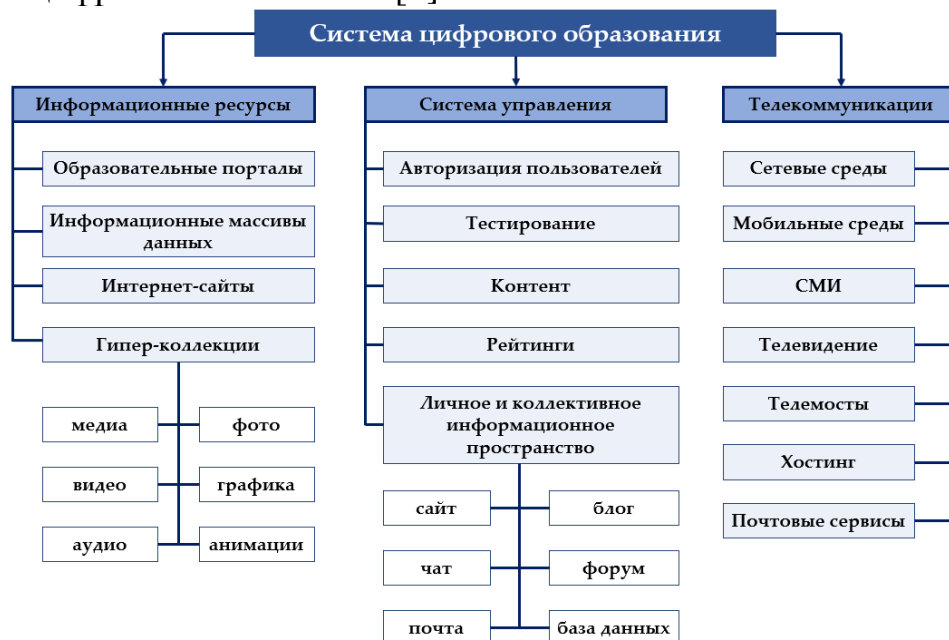 Система цифрового образования
Информационные ресурсы
Образовательные порталы
Информационные массивы
данных
Интернет-сайты
Гипер-коллекции
медиа
фото
видео
графика
аудио
анимации
Система управления
Авторизация пользователей
Тестирование
Контент
Рейтинги
Личное и коллективное
информационное
пространство
сайт
блог
чат
форум
почта
база данных
Телекоммуникации
Сетевые среды
Мобильные среды
СМИ
Телевидение
Телемосты
Хостинг
Почтовые сервисы